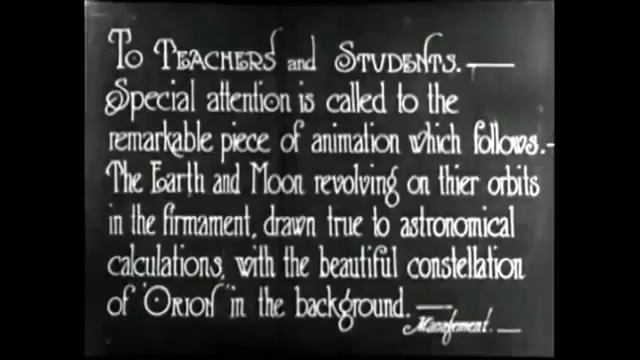 To Teachers and Students.—
Special attention is called to the
remarkable piece of animation which follows.-
The Earth and Moon revolving on thier orbits
in the firmament, drawn true to astronomical
calculations, with the beautiful constellation
of "Orion" in the background. —
Management. —